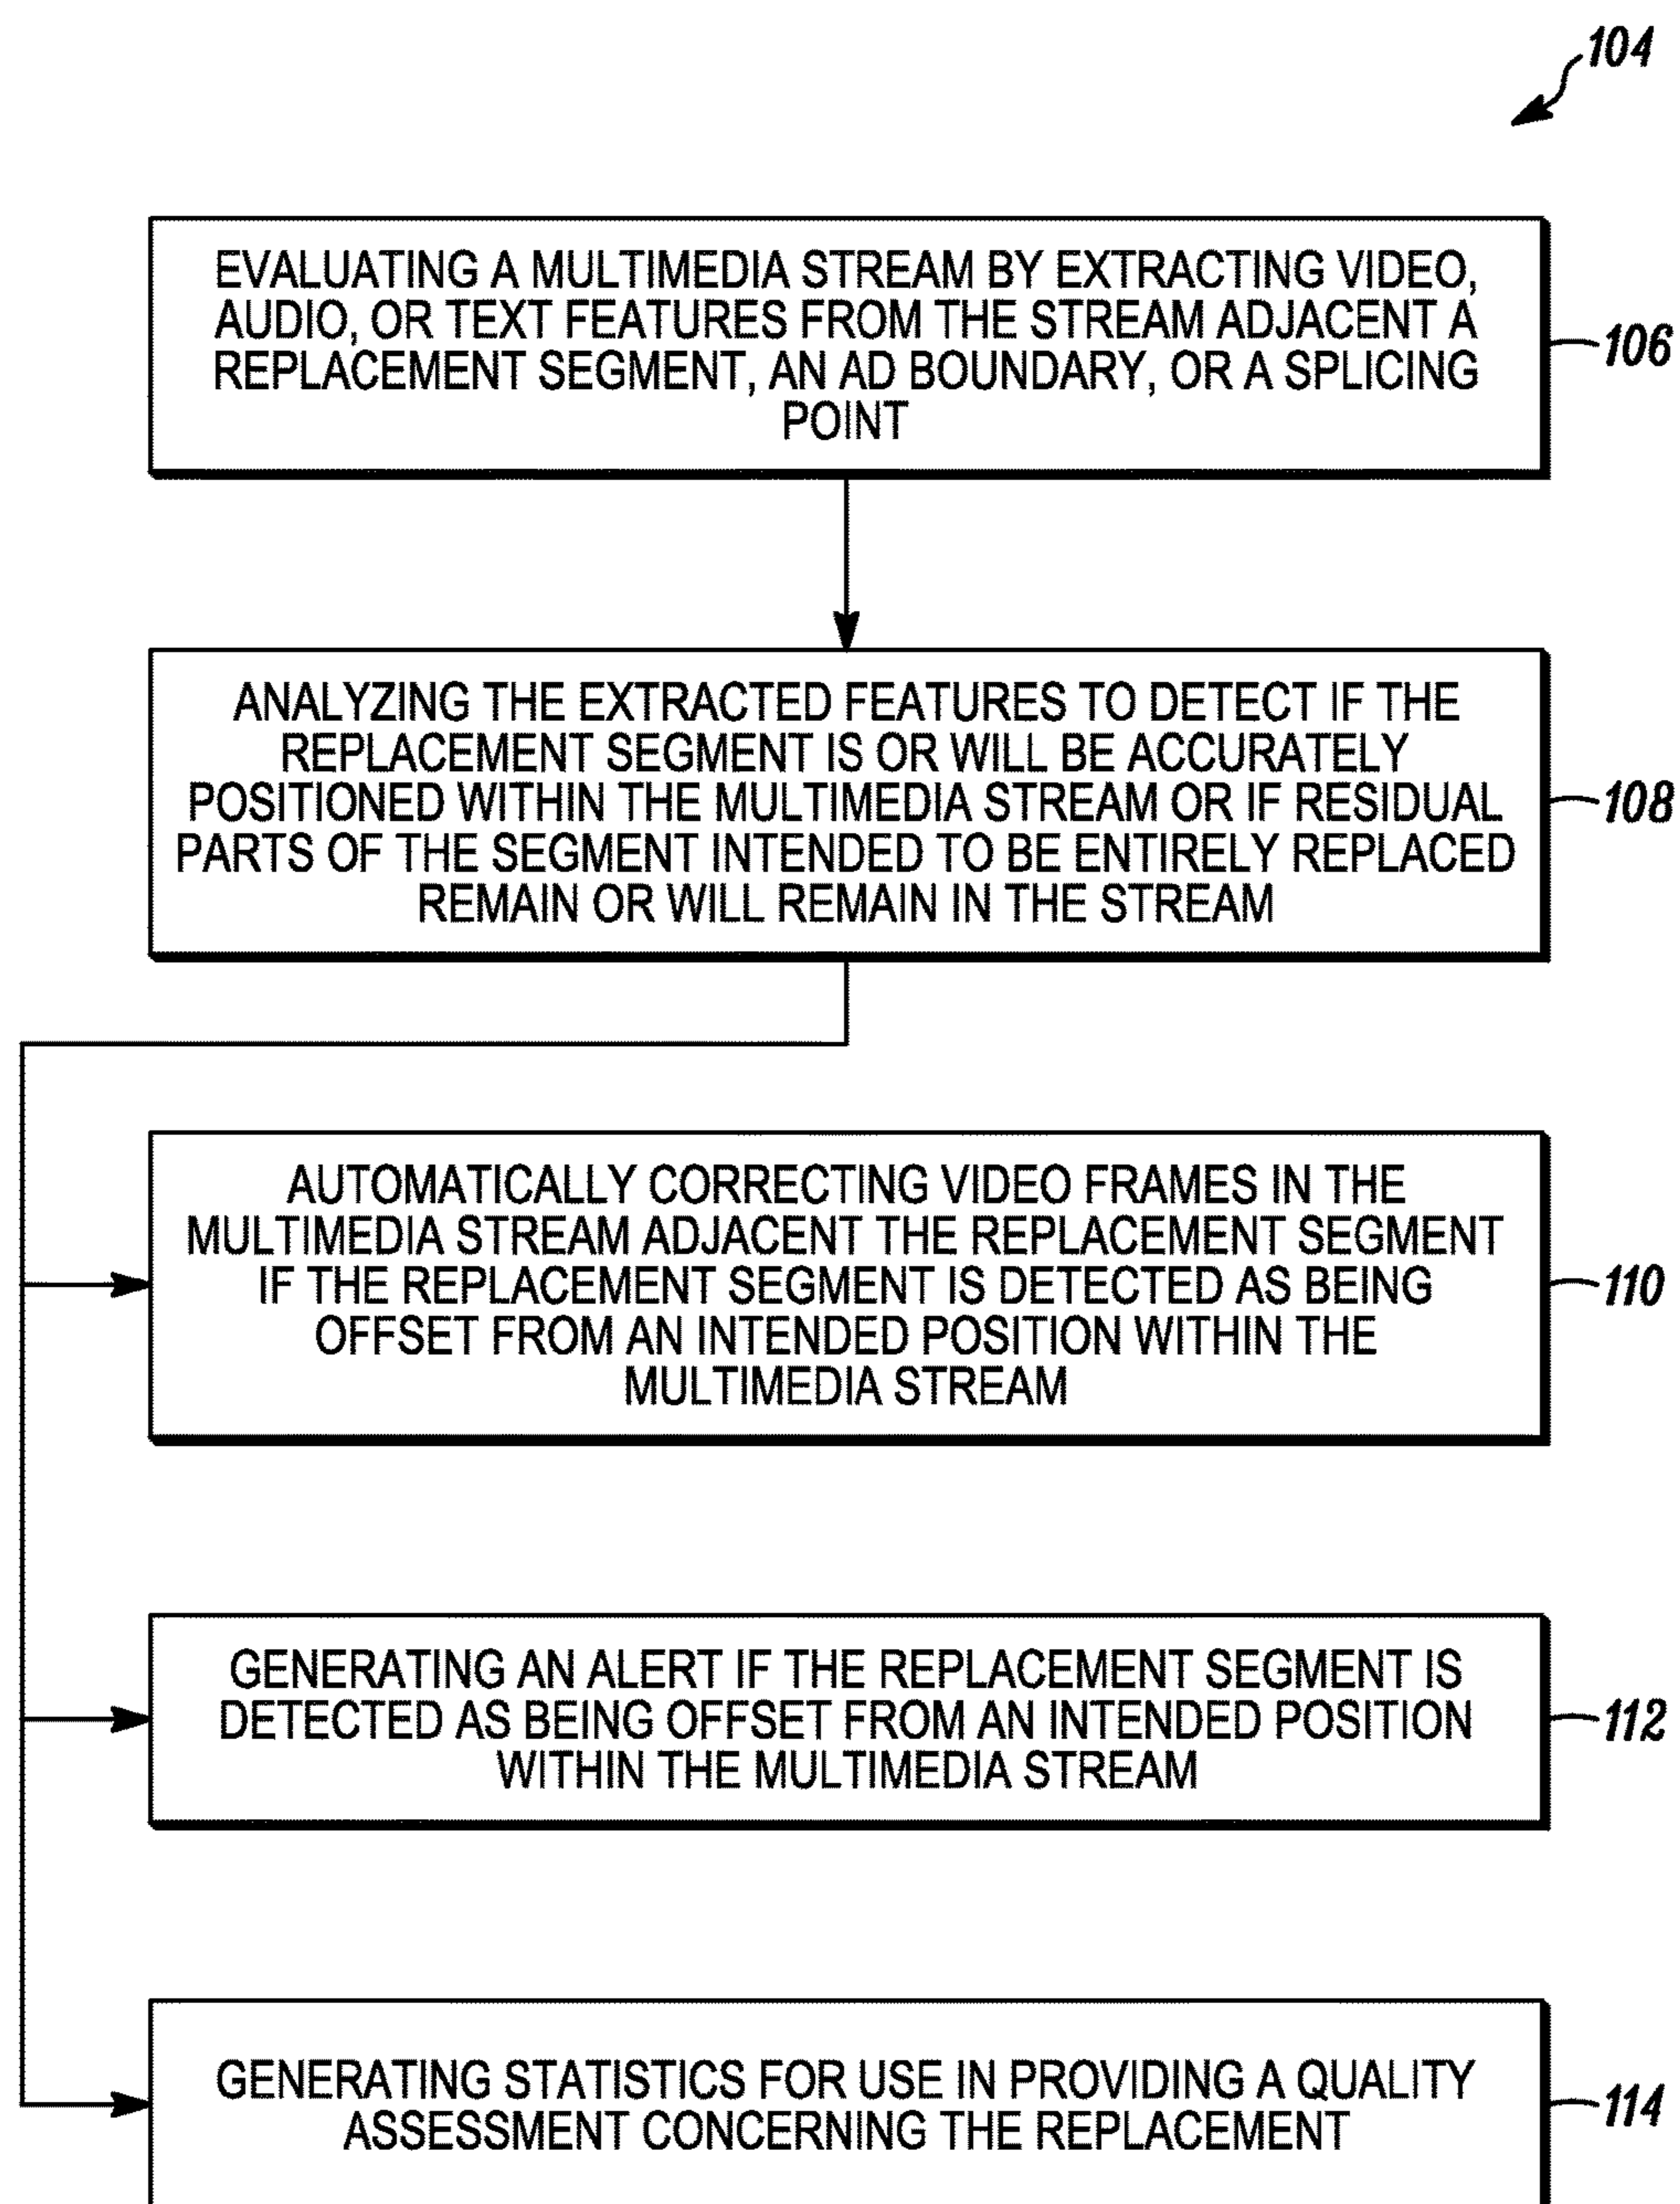 104
EVALUATING A MULTIMEDIA STREAM BY EXTRACTING VIDEO,
AUDIO, OR TEXT FEATURES FROM THE STREAM ADJACENT A
REPLACEMENT SEGMENT, AN AD BOUNDARY, OR A SPLICING
POINT
106
ANALYZING THE EXTRACTED FEATURES TO DETECT IF THE
REPLACEMENT SEGMENT IS OR WILL BE ACCURATELY
POSITIONED WITHIN THE MULTIMEDIA STREAM OR IF RESIDUAL
PARTS OF THE SEGMENT INTENDED TO BE ENTIRELY REPLACED
REMAIN OR WILL REMAIN IN THE STREAM
108
AUTOMATICALLY CORRECTING VIDEO FRAMES IN THE
MULTIMEDIA STREAM ADJACENT THE REPLACEMENT SEGMENT
IF THE REPLACEMENT SEGMENT IS DETECTED AS BEING
OFFSET FROM AN INTENDED POSITION WITHIN THE
MULTIMEDIA STREAM
110
GENERATING AN ALERT IF THE REPLACEMENT SEGMENT IS
DETECTED AS BEING OFFSET FROM AN INTENDED POSITION
WITHIN THE MULTIMEDIA STREAM
112
GENERATING STATISTICS FOR USE IN PROVIDING A QUALITY
ASSESSMENT CONCERNING THE REPLACEMENT
114